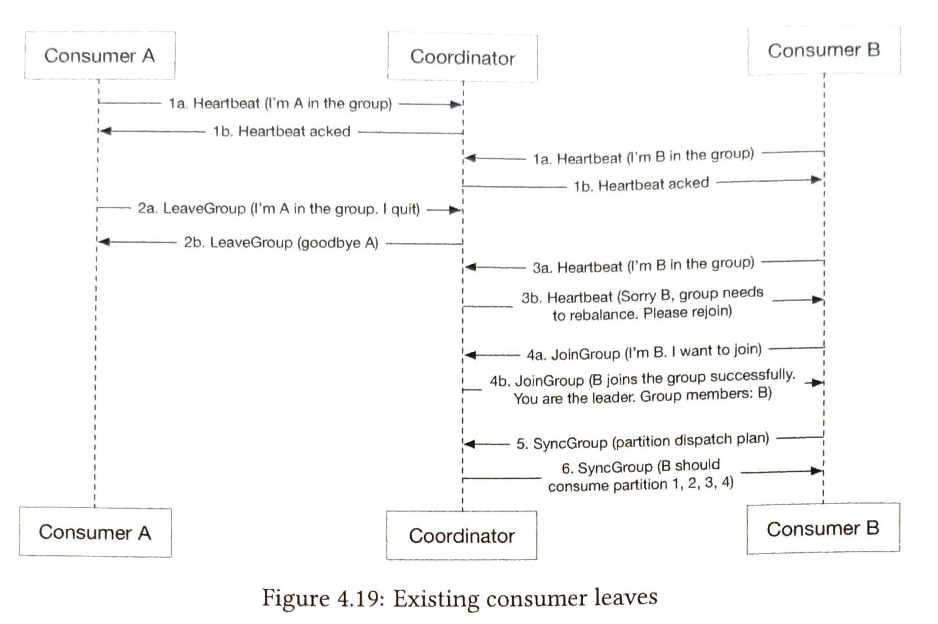 Consumer A
Coordinator
Consumer B
1a. Heartbeat (I'm A in the group)
1b. Heartbeat acked
1a. Heartbeat (I'm B in the group)
1b. Heartbeat acked
2a. LeaveGroup (I'm A in the group. I quit)
2b. LeaveGroup (goodbye A)
3a. Heartbeat (I'm B in the group)
3b. Heartbeat (Sorry B, group needs
to rebalance. Please rejoin)
4a. JoinGroup (I'm B. I want to join)
4b. JoinGroup (B joins the group successfully.
You are the leader. Group members: B)
5. SyncGroup (partition dispatch plan)
6. SyncGroup (B should
consume partition 1, 2, 3, 4)
Consumer A
Coordinator
Consumer B
Figure 4.19: Existing consumer leaves